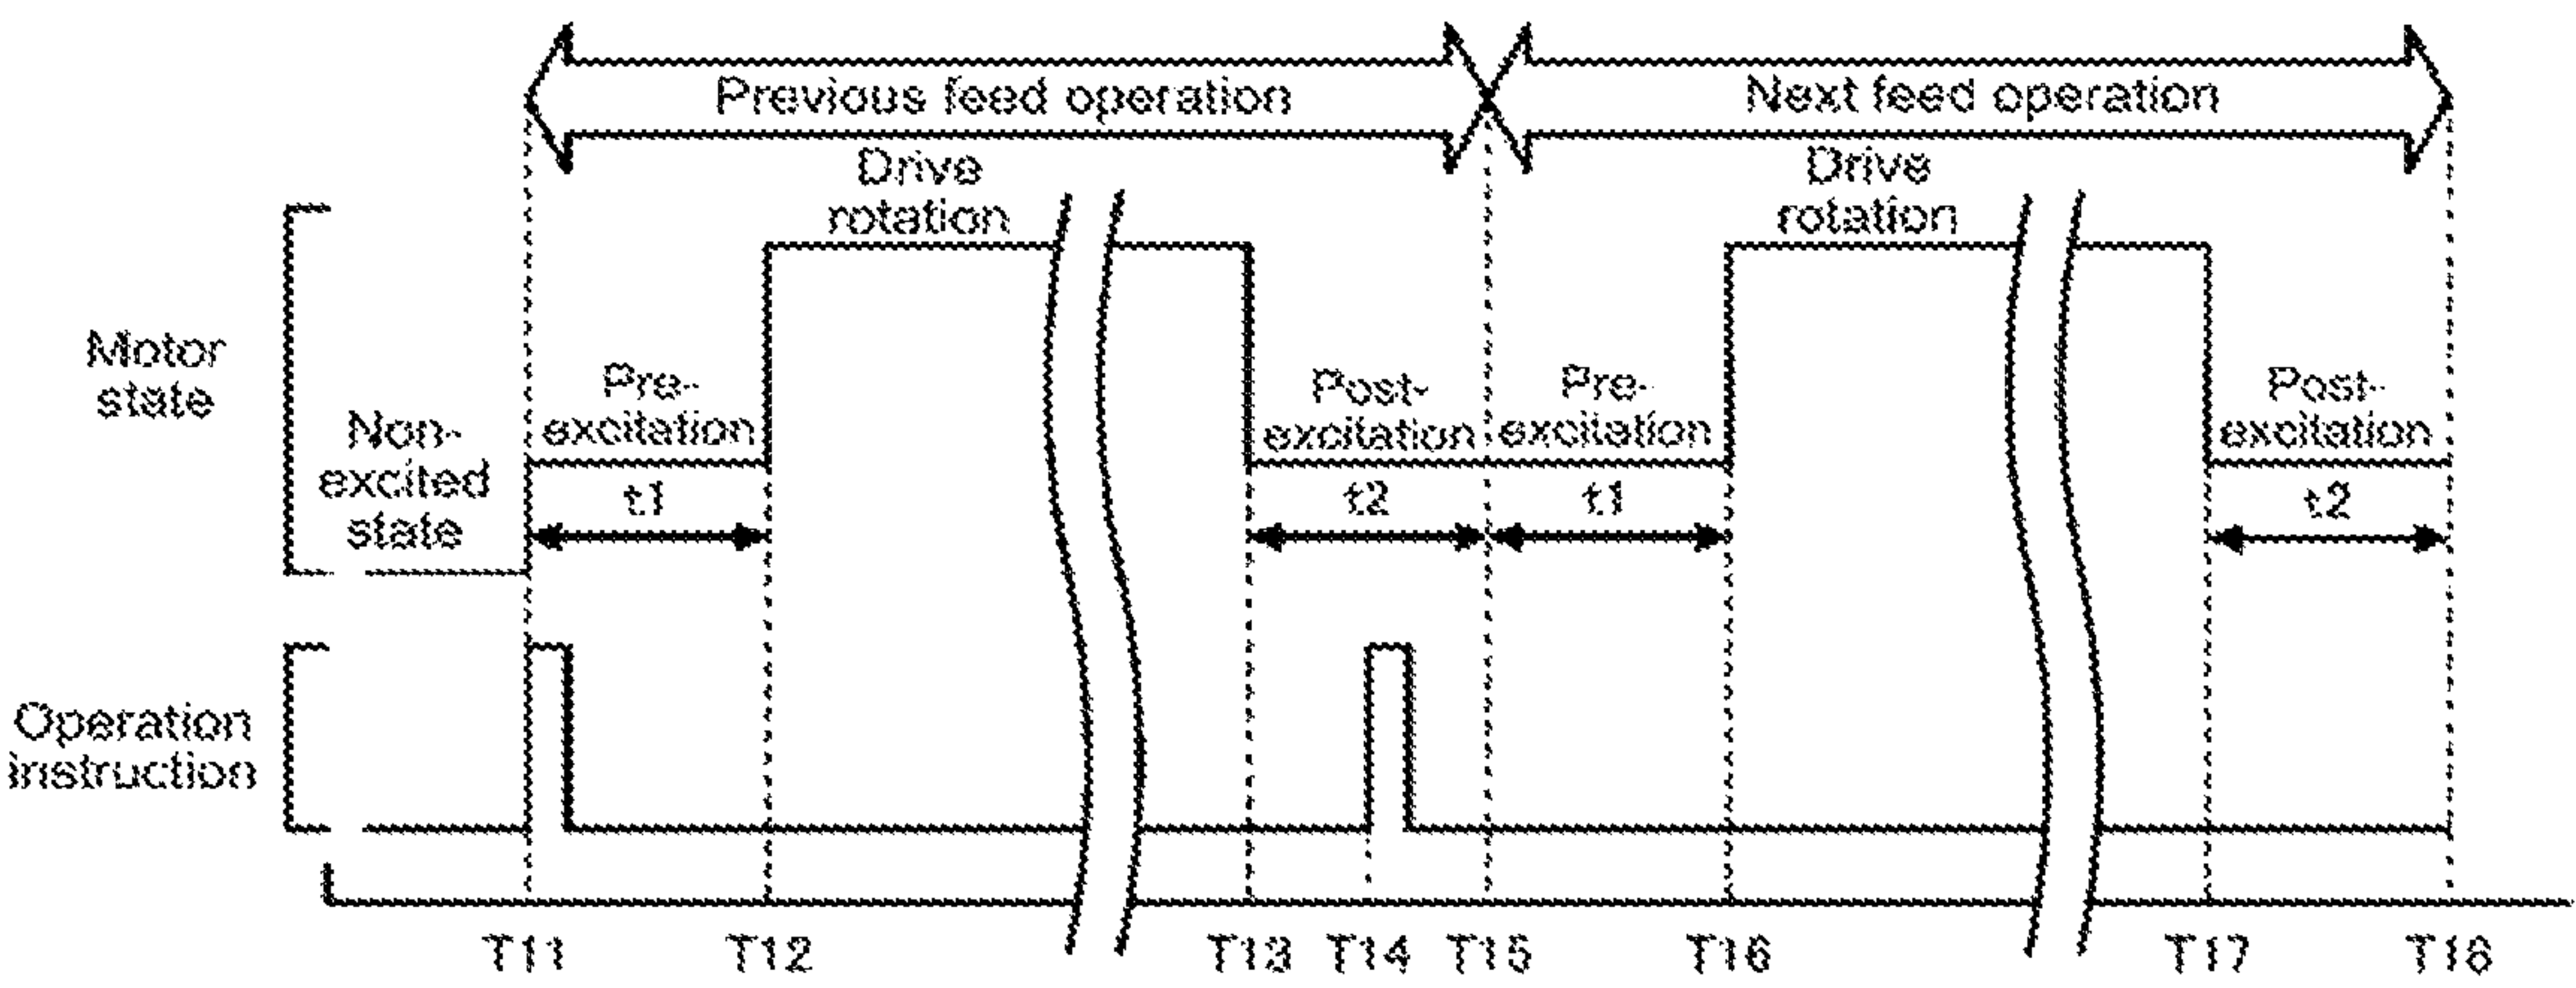 Previous feed operation
Next feed operation
Drive
rotation
Drive
rotation
Motor
state
Non-
excited
state
Pre-
excitation
t1
Post-
excitation
t2
Pre-
excitation
t1
Post-
excitation
t2
Operation
instruction
T11 T12 T13 T14 T15 T16 T17 T18